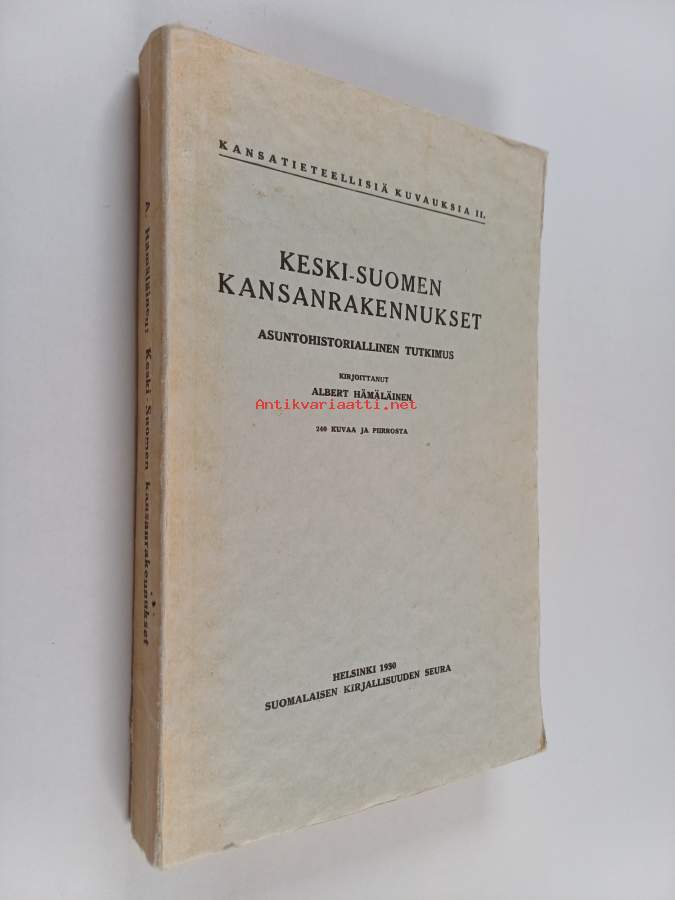 KANSATIETEELLISIÄ KUVAUKSIA II.
KESKI-SUOMEN
KANSANRAKENNUKSET
ASUNTOHISTORIALLINEN TUTKIMUS
KIRJOITTANUT
ALBERT HÄMÄLÄINEN
Antikvariaatti.net
240 KUVAA JA PIIRROSTA
HELSINKI 1930
SUOMALAISEN KIRJALLISUUDEN SEURA
A. Hämäläinen: Keski-Suomen kansanrakennukset